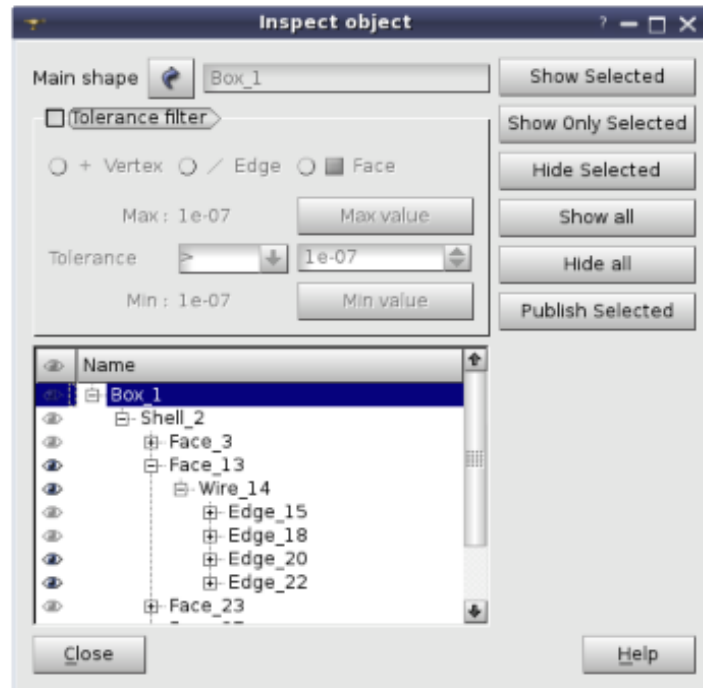 Inspect object
Main shape Box_1 Show Selected
Tolerance filter Show Only Selected
+ Vertex / Edge Face Hide Selected
Max : 1e-07 Max value Show all
Tolerance > 1e-07 Hide all
Min : 1e-07 Min value Publish Selected
Name
Box_1
Shell_2
Face_3
Face_13
Wire_14
Edge_15
Edge_18
Edge_20
Edge_22
Face_23
Close Help